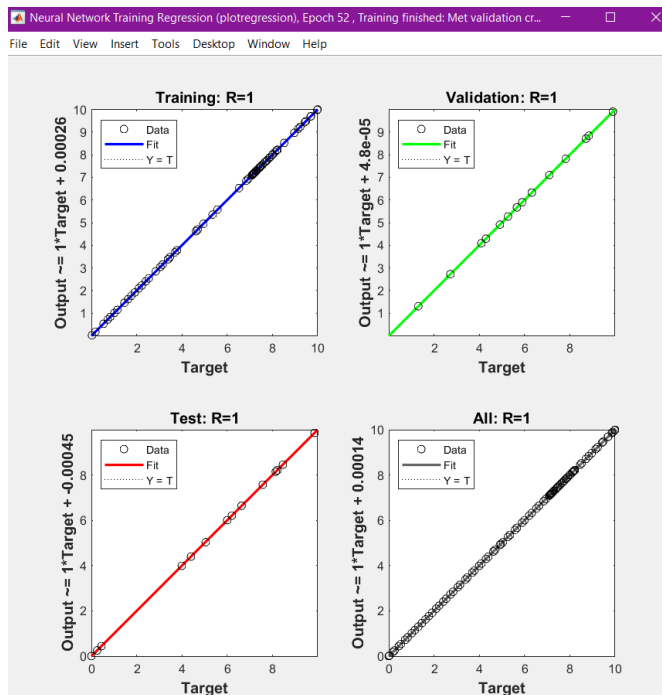 Neural Network Training Regression (plotregression), Epoch 52 , Training finished: Met validation cr...
File Edit View Insert Tools Desktop Window Help
Training: R=1
Output ~= 1*Target + 0.00026
10
9
8
7
6
5
4
3
2
1
Data
Fit
Y = T
0 2 4 6 8 10
Target
Validation: R=1
Output ~= 1*Target + 4.8e-05
9
8
7
6
5
4
3
2
1
Data
Fit
Y = T
2 4 6 8
Target
Test: R=1
Output ~= 1*Target + -0.00045
8
6
4
2
0
Data
Fit
Y = T
0 2 4 6 8
Target
All: R=1
Output ~= 1*Target + 0.00014
10
8
6
4
2
0
Data
Fit
Y = T
0 2 4 6 8 10
Target